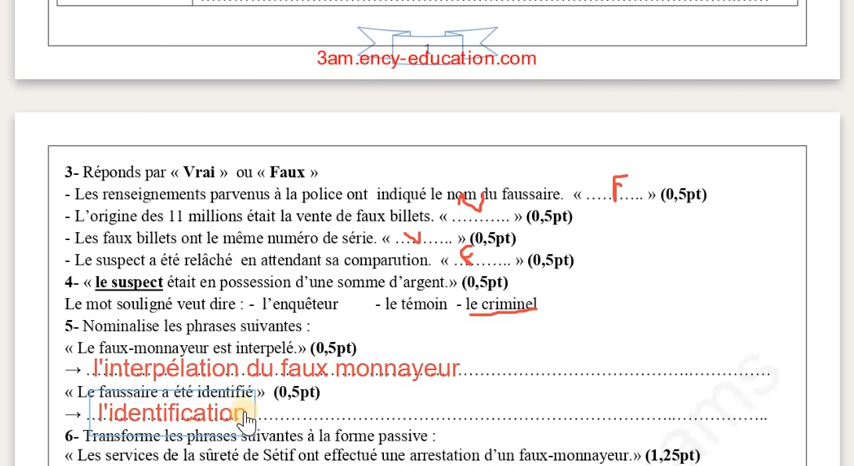 1
3am.ency-education.com
3- Réponds par « Vrai » ou « Faux »
- Les renseignements parvenus à la police ont indiqué le nom du faussaire. « …..F….. » (0,5pt)
- L’origine des 11 millions était la vente de faux billets. « ……….. » (0,5pt)
- Les faux billets ont le même numéro de série. « …v…... » (0,5pt)
- Le suspect a été relâché en attendant sa comparution. « …F…….. » (0,5pt)
4- « le suspect était en possession d’une somme d’argent.» (0,5pt)
Le mot souligné veut dire : - l’enquêteur - le témoin - le criminel
5- Nominalise les phrases suivantes :
« Le faux-monnayeur est interpelé.» (0,5pt)
→ …l'interpélation du faux monnayeur………………………………………………
« Le faussaire a été identifié » (0,5pt)
→ …l'identification…………………………………………………………………..
6- Transforme les phrases suivantes à la forme passive :
« Les services de la sûreté de Sétif ont effectué une arrestation d’un faux-monnayeur.» (1,25pt)